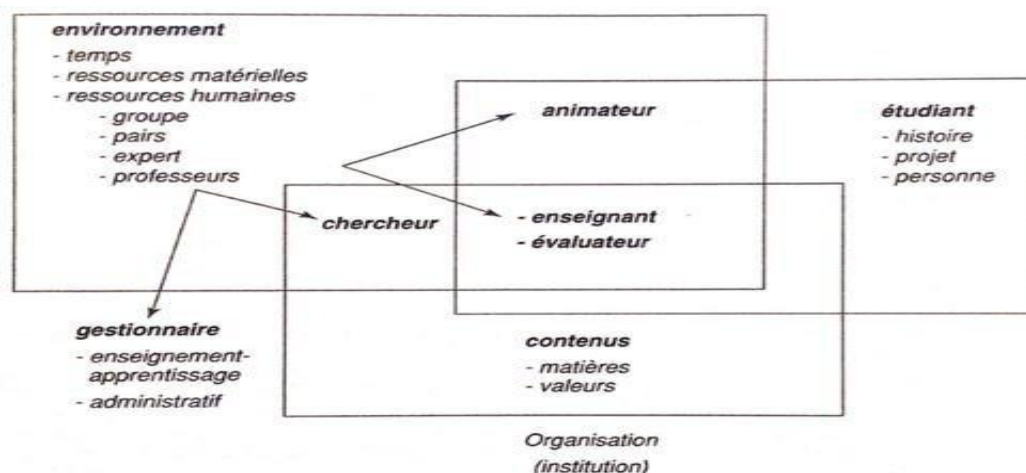 environnement
- temps
- ressources matérielles
- ressources humaines
- groupe
- pairs
- expert
- professeurs
animateur
étudiant
- histoire
- projet
- personne
chercheur
- enseignant
- évaluateur
gestionnaire
- enseignement-
apprentissage
- administratif
contenus
- matières
- valeurs
Organisation
(institution)